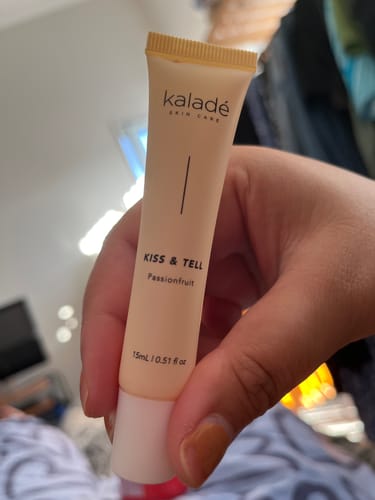 kaladé
SKIN CARE
KISS & TELL
Passionfruit
15mL / 0.51 fl oz